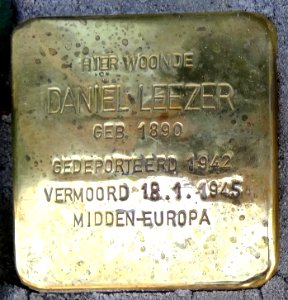 HIER WOONDE
DANIEL LEEZER
GEB. 1890
GEDEPORTEERD 1942
VERMOORD 18.1.1945
MIDDEN-EUROPA